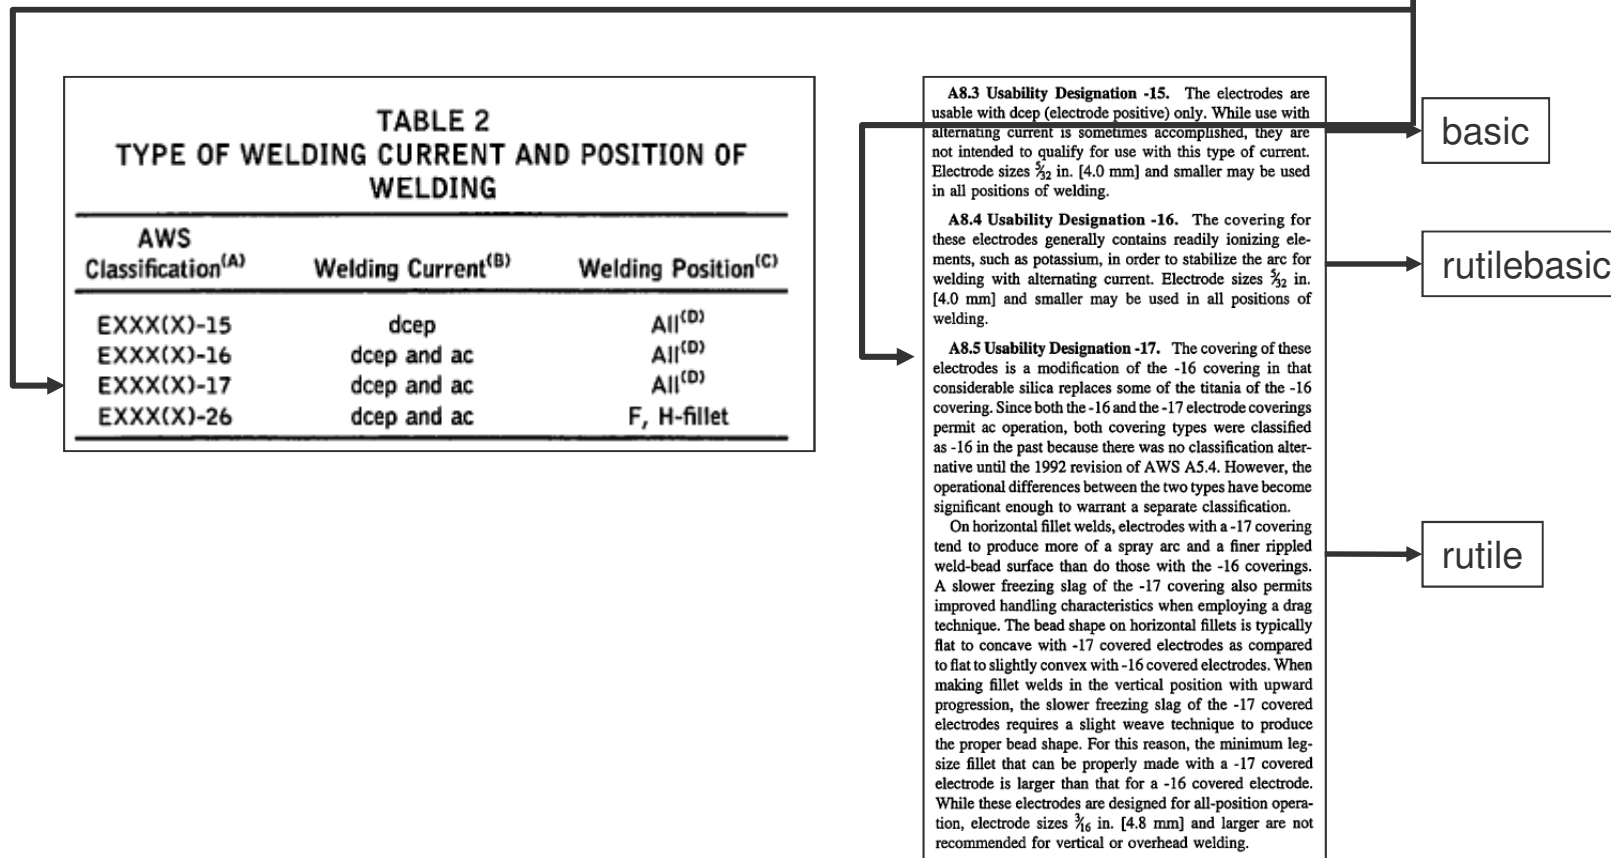 TABLE 2
TYPE OF WELDING CURRENT AND POSITION OF
WELDING
AWS
Classification(A) Welding Current(B) Welding Position(C)
EXXX(X)-15 dcep All(D)
EXXX(X)-16 dcep and ac All(D)
EXXX(X)-17 dcep and ac All(D)
EXXX(X)-26 dcep and ac F, H-fillet
A8.3 Usability Designation -15. The electrodes are
usable with dcep (electrode positive) only. While use with
alternating current is sometimes accomplished, they are
not intended to qualify for use with this type of current.
Electrode sizes 5/32 in. [4.0 mm] and smaller may be used
in all positions of welding.
A8.4 Usability Designation -16. The covering for
these electrodes generally contains readily ionizing ele-
ments, such as potassium, in order to stabilize the arc for
welding with alternating current. Electrode sizes 5/32 in.
[4.0 mm] and smaller may be used in all positions of
welding.
A8.5 Usability Designation -17. The covering of these
electrodes is a modification of the -16 covering in that
considerable silica replaces some of the titania of the -16
covering. Since both the -16 and the -17 electrode coverings
permit ac operation, both covering types were classified
as -16 in the past because there was no classification alter-
native until the 1992 revision of AWS A5.4. However, the
operational differences between the two types have become
significant enough to warrant a separate classification.
On horizontal fillet welds, electrodes with a -17 covering
tend to produce more of a spray arc and a finer rippled
weld-bead surface than do those with the -16 coverings.
A slower freezing slag of the -17 covering also permits
improved handling characteristics when employing a drag
technique. The bead shape on horizontal fillets is typically
flat to concave with -17 covered electrodes as compared
to flat to slightly convex with -16 covered electrodes. When
making fillet welds in the vertical position with upward
progression, the slower freezing slag of the -17 covered
electrodes requires a slight weave technique to produce
the proper bead shape. For this reason, the minimum leg-
size fillet that can be properly made with a -17 covered
electrode is larger than that for a -16 covered electrode.
While these electrodes are designed for all-position opera-
tion, electrode sizes 3/16 in. [4.8 mm] and larger are not
recommended for vertical or overhead welding.
basic
rutilebasic
rutile